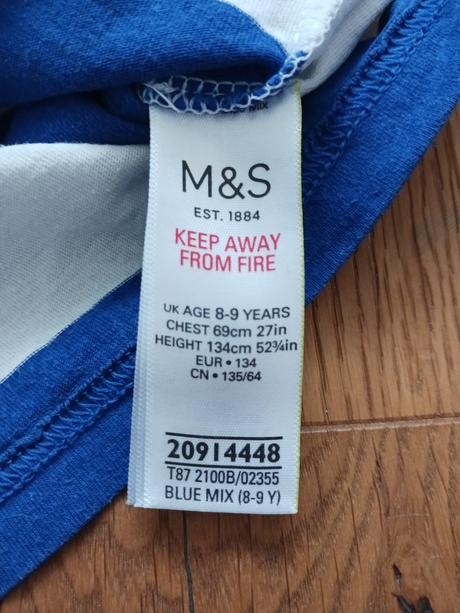 MIX
M&S
EST. 1884
KEEP AWAY
FROM FIRE
UK AGE 8-9 YEARS
CHEST 69cm 27in
HEIGHT 134cm 52¾in
EUR • 134
CN • 135/64
20914448
T87 2100B/02355
BLUE MIX (8-9 Y)